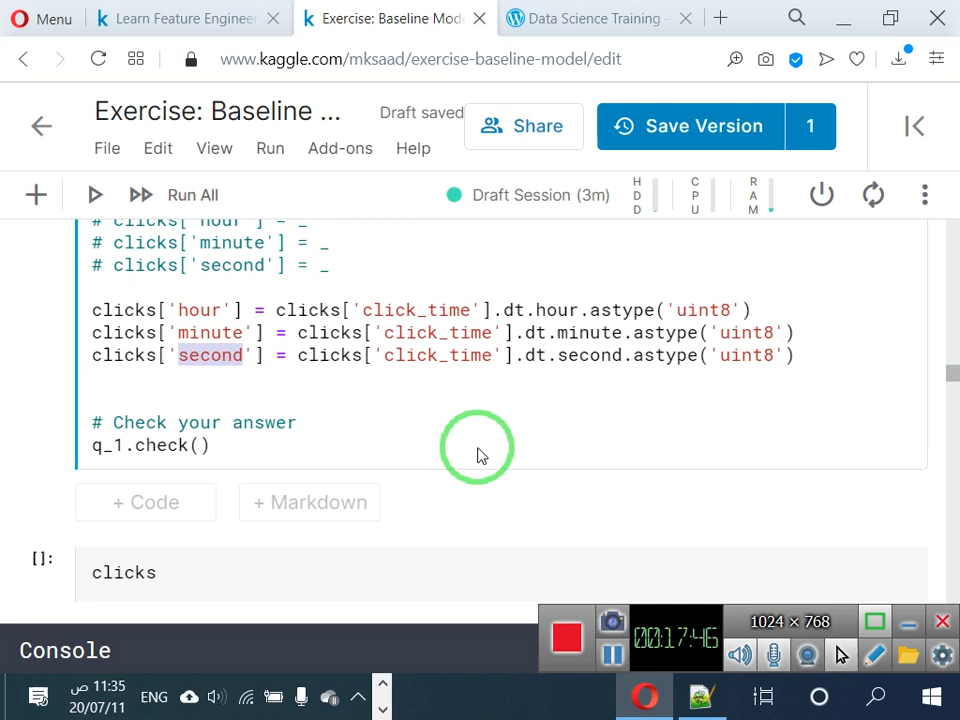 Menu
Learn Feature Engineer
Exercise: Baseline Mode
Data Science Training –
www.kaggle.com/mksaad/exercise-baseline-model/edit
Exercise: Baseline ...
Draft saved
Share
Save Version
1
File Edit View Run Add-ons Help
Run All
Draft Session (3m)
HDD
CPU
RAM
# clicks['hour'] = _
# clicks['minute'] = _
# clicks['second'] = _
clicks['hour'] = clicks['click_time'].dt.hour.astype('uint8')
clicks['minute'] = clicks['click_time'].dt.minute.astype('uint8')
clicks['second'] = clicks['click_time'].dt.second.astype('uint8')
# Check your answer
q_1.check()
+ Code
+ Markdown
[]:
clicks
1024 × 768
00:17:46
Console
11:35 ص
ENG
20/07/11